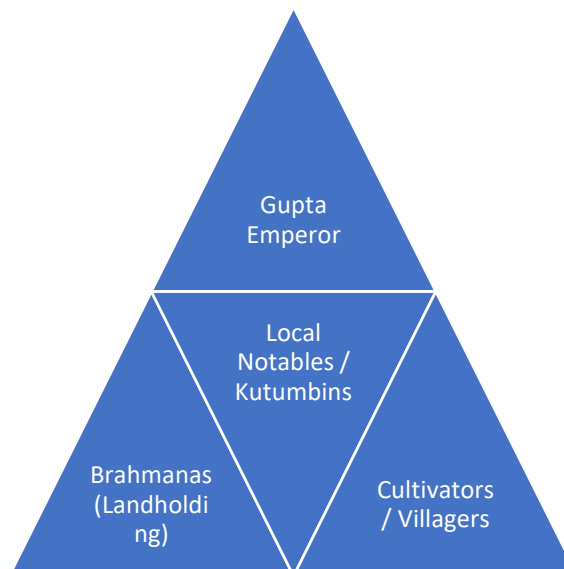 Gupta
Emperor
Local
Notables /
Kutumbins
Brahmanas
(Landholdi
ng)
Cultivators
/ Villagers